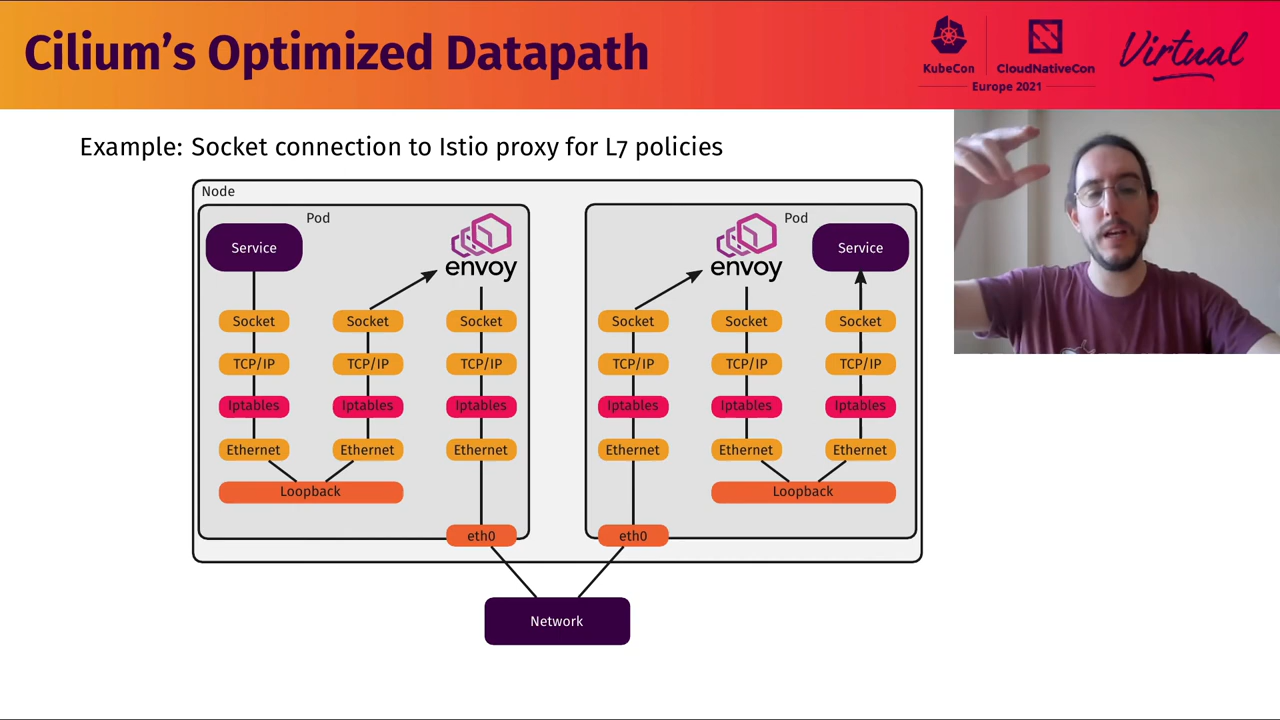 Cilium's Optimized Datapath
KubeCon
CloudNativeCon
Europe 2021
Virtual
Example: Socket connection to Istio proxy for L7 policies
Node
Pod
Service
envoy
Socket
Socket
Socket
TCP/IP
TCP/IP
TCP/IP
Iptables
Iptables
Iptables
Ethernet
Ethernet
Ethernet
Loopback
eth0
Pod
envoy
Service
Socket
Socket
Socket
TCP/IP
TCP/IP
TCP/IP
Iptables
Iptables
Iptables
Ethernet
Ethernet
Ethernet
Loopback
eth0
Network